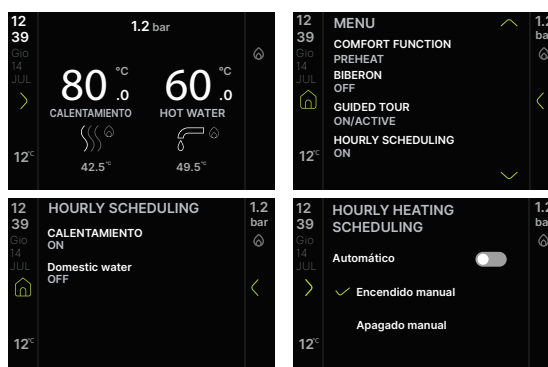 12
39
Gio
14
JUL
12°C
1.2 bar
80.0 °C
CALENTAMIENTO
42.5°
60.0 °C
HOT WATER
49.5°
12
39
Gio
14
JUL
12°C
MENU
COMFORT FUNCTION
PREHEAT
BIBERON
OFF
GUIDED TOUR
ON/ACTIVE
HOURLY SCHEDULING
ON
1.2
ba
12
39
Gio
14
JUL
12°C
HOURLY SCHEDULING
CALENTAMIENTO
ON
Domestic water
OFF
1.2
bar
12
39
Gio
14
JUL
12°C
HOURLY HEATING
SCHEDULING
Automático
Encendido manual
Apagado manual
1.2
ba